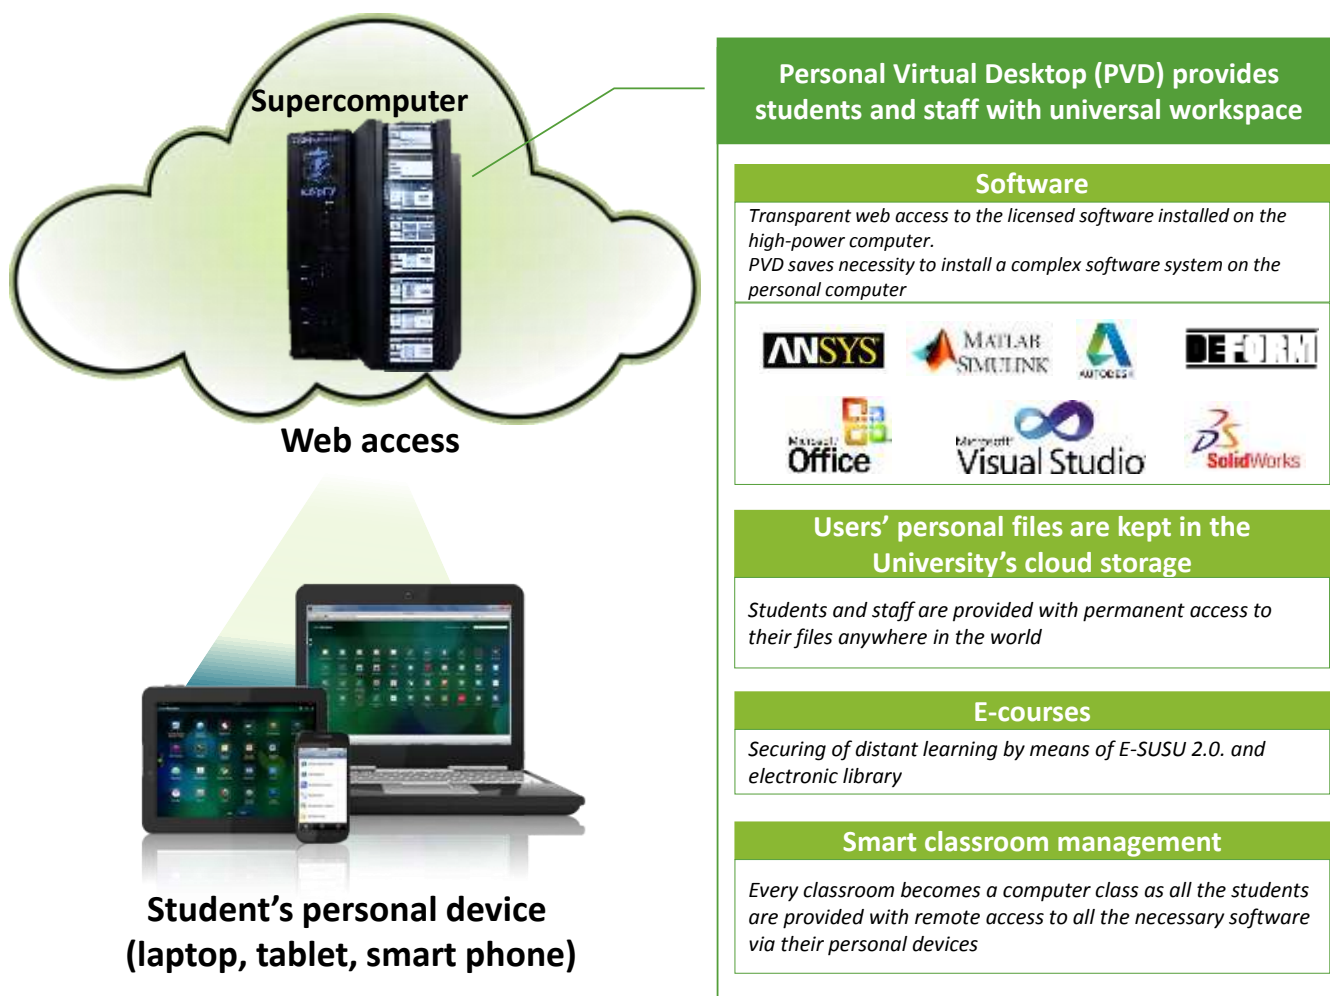 Supercomputer
Web access
Student's personal device
(laptop, tablet, smart phone)
Personal Virtual Desktop (PVD) provides
students and staff with universal workspace
Software
Transparent web access to the licensed software installed on the
high-power computer.
PVD saves necessity to install a complex software system on the
personal computer
ANSYS
MATLAB
SIMULINK
AUTODESK
DEFORM
Microsoft
Office
Microsoft
Visual Studio
SolidWorks
Users’ personal files are kept in the
University’s cloud storage
Students and staff are provided with permanent access to
their files anywhere in the world
E-courses
Securing of distant learning by means of E-SUSU 2.0. and
electronic library
Smart classroom management
Every classroom becomes a computer class as all the students
are provided with remote access to all the necessary software
via their personal devices